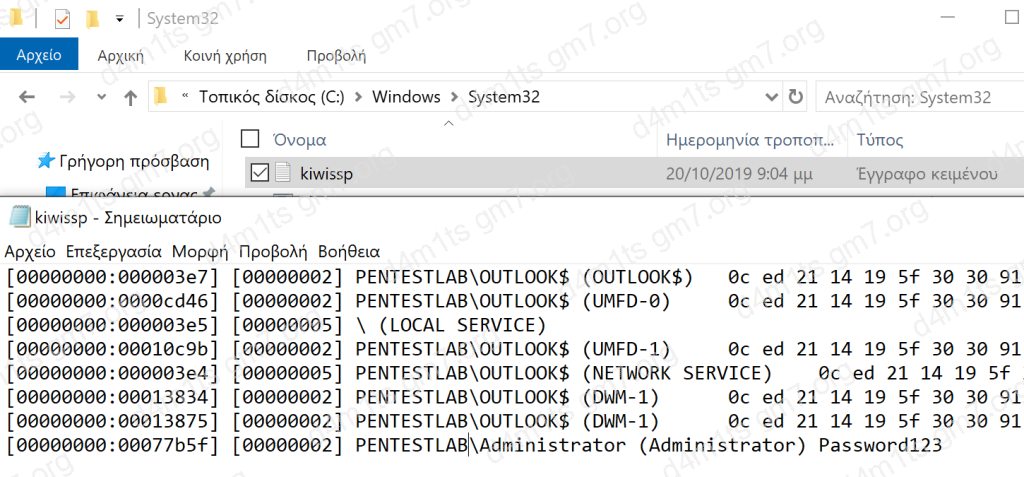 System32
Αρχείο Αρχική Κοινή χρήση Προβολή
« Τοπικός δίσκος (C:) > Windows > System32 Αναζήτηση: System32
Όνομα Ημερομηνία τροποπ... Τύπος
Γρήγορη πρόσβαση
kiwissp 20/10/2019 9:04 μμ Έγγραφο κειμένου
Επιφάνεια εργας
kiwissp - Σημειωματάριο
Αρχείο Επεξεργασία Μορφή Προβολή Βοήθεια
[00000000:000003e7] [00000002] PENTESTLAB\OUTLOOK$ (OUTLOOK$) 0c ed 21 14 19 5f 30 30 91
[00000000:0000cd46] [00000002] PENTESTLAB\OUTLOOK$ (UMFD-0) 0c ed 21 14 19 5f 30 30 91
[00000000:000003e5] [00000005] \ (LOCAL SERVICE)
[00000000:00010c9b] [00000002] PENTESTLAB\OUTLOOK$ (UMFD-1) 0c ed 21 14 19 5f 30 30 91
[00000000:000003e4] [00000005] PENTESTLAB\OUTLOOK$ (NETWORK SERVICE) 0c ed 21 14 19 5f
[00000000:00013834] [00000002] PENTESTLAB\OUTLOOK$ (DWM-1) 0c ed 21 14 19 5f 30 30 91
[00000000:00013875] [00000002] PENTESTLAB\OUTLOOK$ (DWM-1) 0c ed 21 14 19 5f 30 30 91
[00000000:00077b5f] [00000002] PENTESTLAB\Administrator (Administrator) Password123
d4m1ts gm7.org